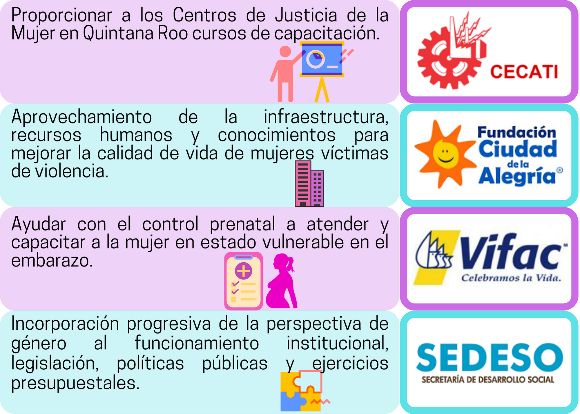 Proporcionar a los Centros de Justicia de la
Mujer en Quintana Roo cursos de capacitación.
CECATI
Aprovechamiento de la infraestructura,
recursos humanos y conocimientos para
mejorar la calidad de vida de mujeres víctimas
de violencia.
Fundación
Ciudad
de la
Alegría®
Ayudar con el control prenatal a atender y
capacitar a la mujer en estado vulnerable en el
embarazo.
Vifac
Celebramos la Vida.
Incorporación progresiva de la perspectiva de
género al funcionamiento institucional,
legislación, políticas públicas y ejercicios
presupuestales.
SEDESO
SECRETARÍA DE DESARROLLO SOCIAL